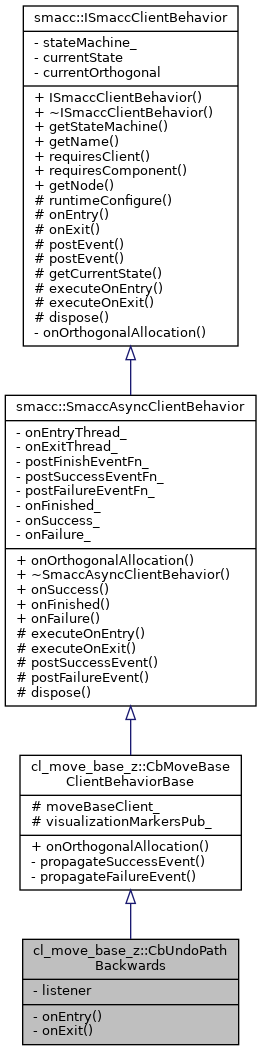 smacc::ISmaccClientBehavior
- stateMachine_
- currentState
- currentOrthogonal
+ ISmaccClientBehavior()
+ ~ISmaccClientBehavior()
+ getStateMachine()
+ getName()
+ requiresClient()
+ requiresComponent()
+ getNode()
# runtimeConfigure()
# onEntry()
# onExit()
# postEvent()
# postEvent()
# getCurrentState()
# executeOnEntry()
# executeOnExit()
# dispose()
- onOrthogonalAllocation()
smacc::SmaccAsyncClientBehavior
- onEntryThread_
- onExitThread_
- postFinishEventFn_
- postSuccessEventFn_
- postFailureEventFn_
- onFinished_
- onSuccess_
- onFailure_
+ onOrthogonalAllocation()
+ ~SmaccAsyncClientBehavior()
+ onSuccess()
+ onFinished()
+ onFailure()
# executeOnEntry()
# executeOnExit()
# postSuccessEvent()
# postFailureEvent()
# dispose()
cl_move_base_z::CbMoveBase
ClientBehaviorBase
# moveBaseClient_
# visualizationMarkersPub_
+ onOrthogonalAllocation()
- propagateSuccessEvent()
- propagateFailureEvent()
cl_move_base_z::CbUndoPath
Backwards
- listener
- onEntry()
- onExit()